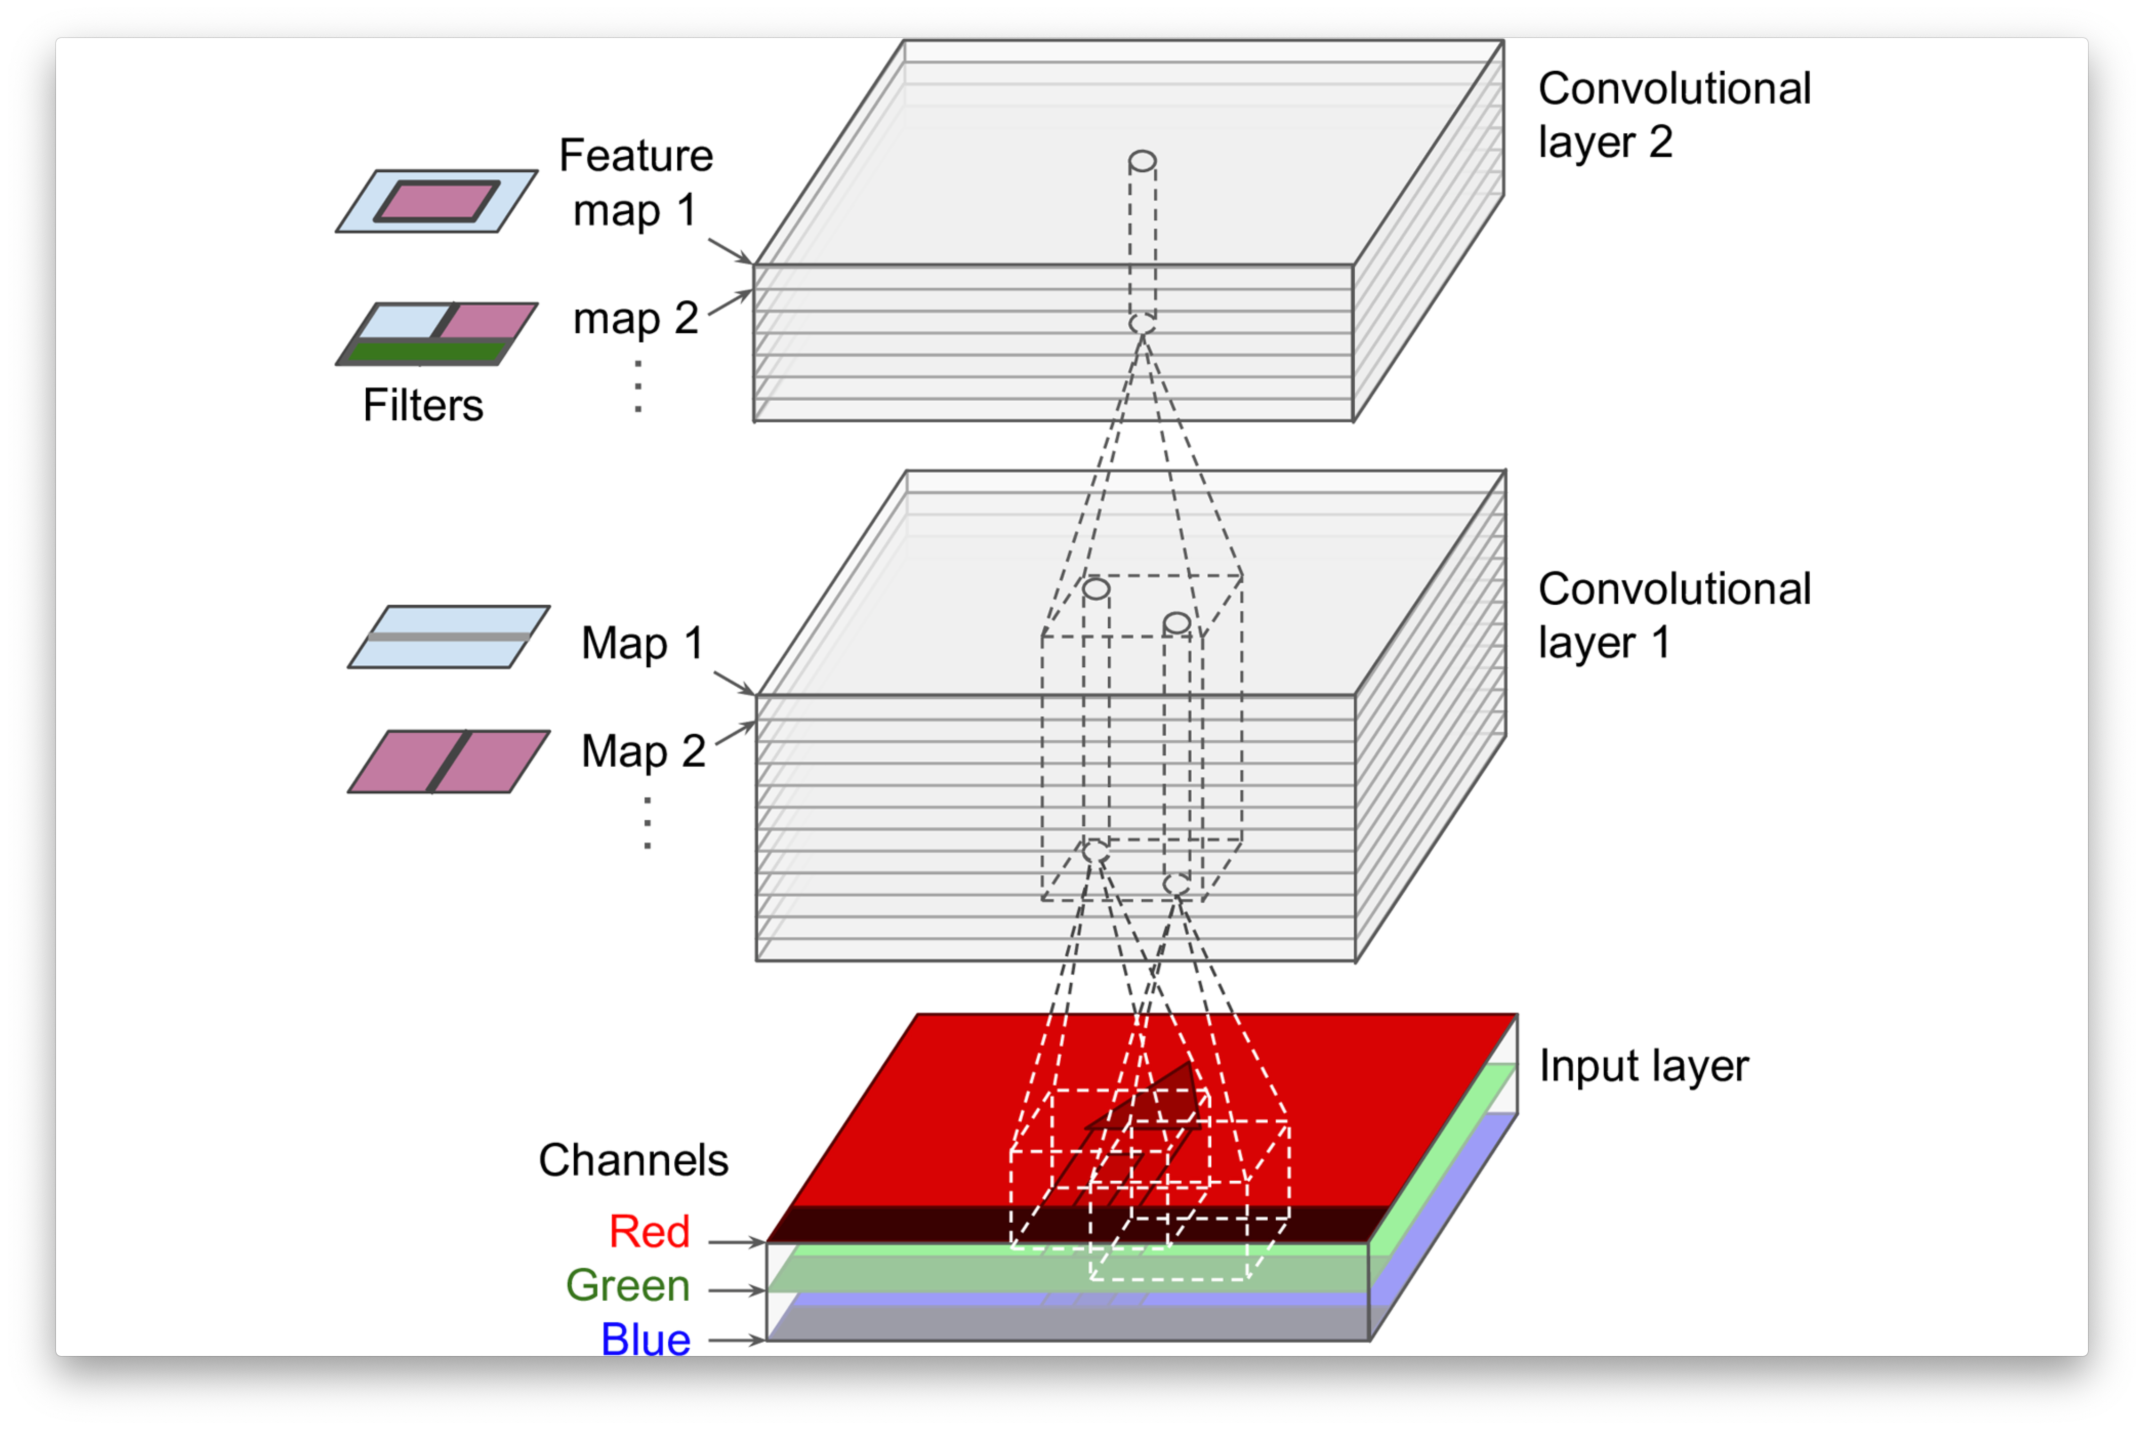 Convolutional
layer 2
Feature
map 1
map 2
Filters
Convolutional
layer 1
Map 1
Map 2
Input layer
Channels
Red
Green
Blue